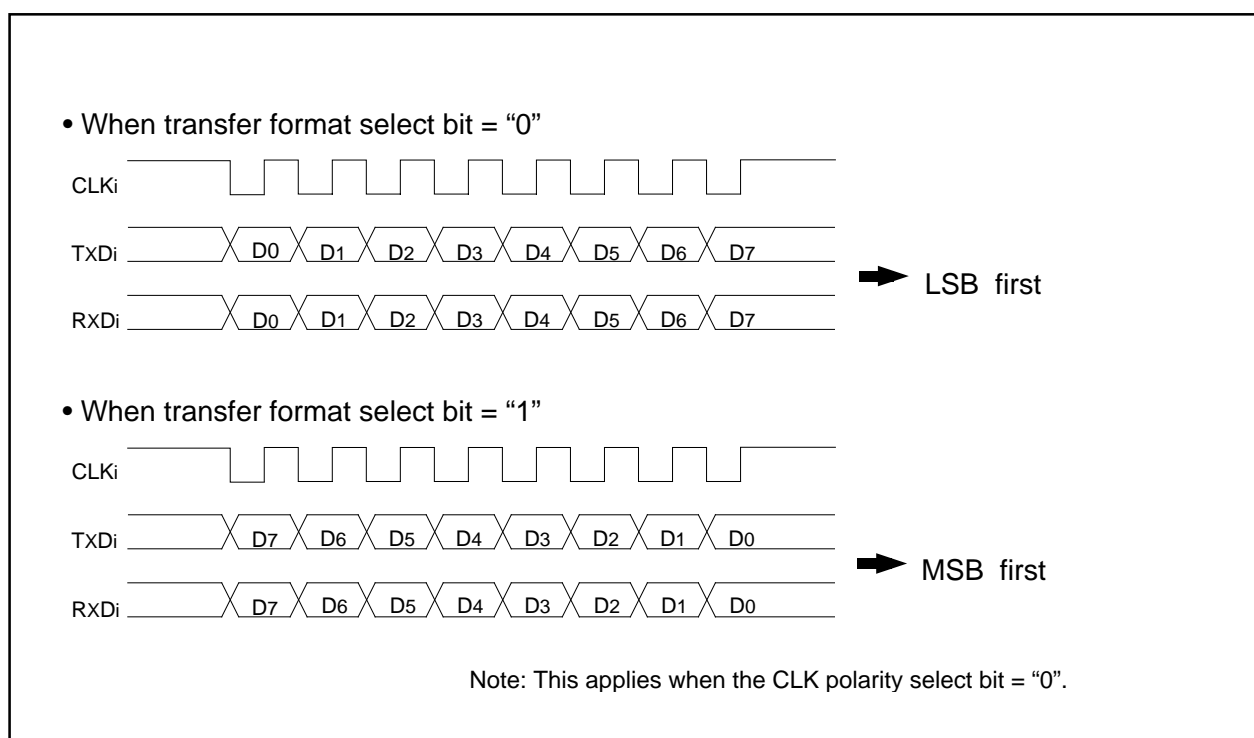 • When transfer format select bit = “0”
CLKi
TXDi D0 D1 D2 D3 D4 D5 D6 D7
LSB first
RXDi D0 D1 D2 D3 D4 D5 D6 D7
• When transfer format select bit = “1”
CLKi
TXDi D7 D6 D5 D4 D3 D2 D1 D0
MSB first
RXDi D7 D6 D5 D4 D3 D2 D1 D0
Note: This applies when the CLK polarity select bit = “0”.